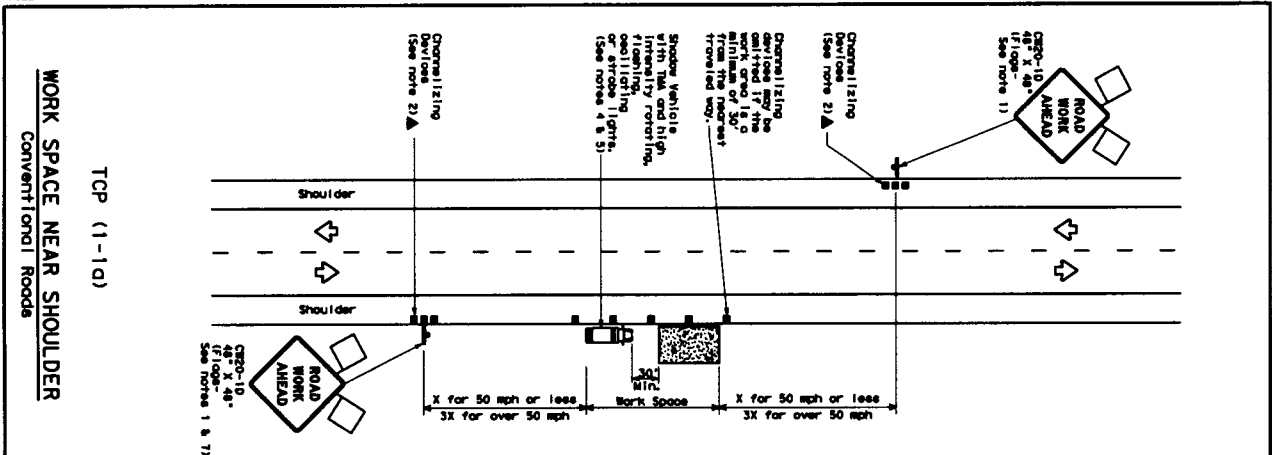 CW20-1D
48" X 48"
(Flags-
See note 1)
ROAD
WORK
AHEAD
Channelizing
Devices
(See note 2)▲
Channelizing
devices may be
omitted if the
work area is a
minimum of 30'
from the nearest
traveled way.
Shadow Vehicle
with TMA and high
intensity rotating,
flashing,
oscillating
or strobe lights.
(See notes 4 & 5)
Channelizing
Devices
(See note 2)▲
Shoulder
Shoulder
30'
Min.
X for 50 mph or less
3X for over 50 mph
Work Space
X for 50 mph or less
3X for over 50 mph
ROAD
WORK
AHEAD
CW20-1D
48" X 48"
(Flags-
See notes 1 & 7)
TCP (1-1a)
WORK SPACE NEAR SHOULDER
Conventional Roads